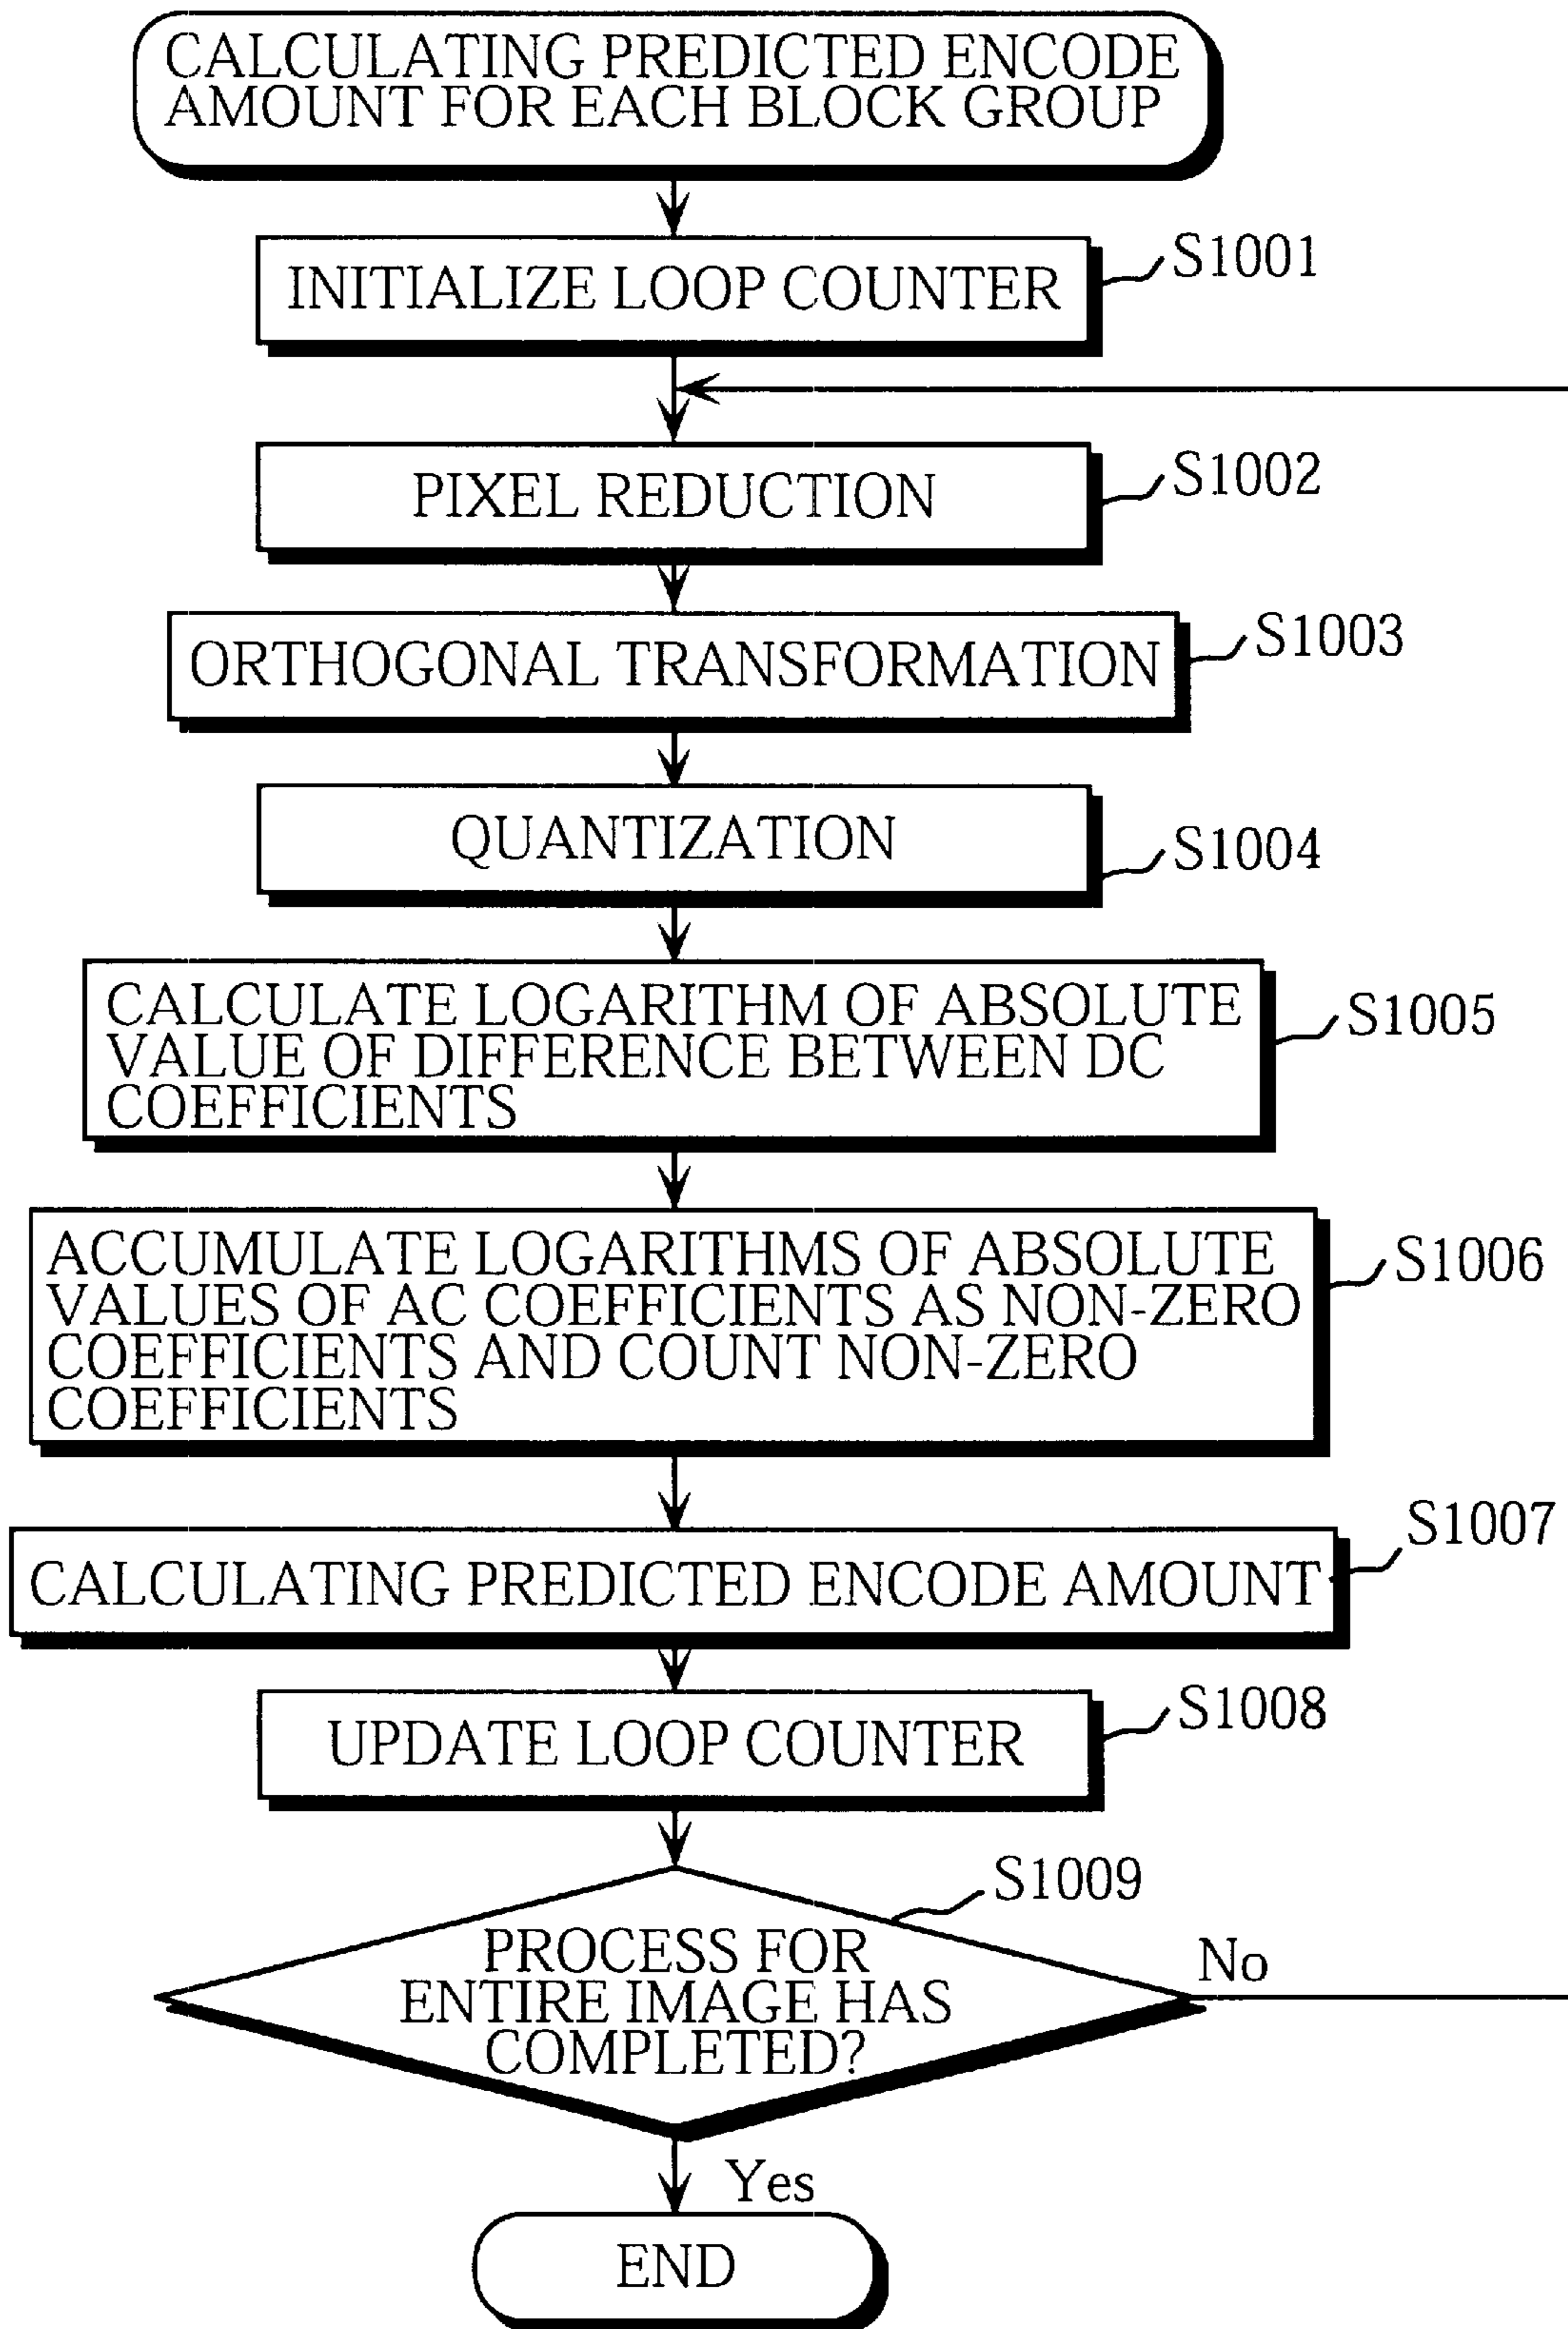 CALCULATING PREDICTED ENCODE
AMOUNT FOR EACH BLOCK GROUP
INITIALIZE LOOP COUNTER
S1001
PIXEL REDUCTION
S1002
ORTHOGONAL TRANSFORMATION
S1003
QUANTIZATION
S1004
CALCULATE LOGARITHM OF ABSOLUTE
VALUE OF DIFFERENCE BETWEEN DC
COEFFICIENTS
S1005
ACCUMULATE LOGARITHMS OF ABSOLUTE
VALUES OF AC COEFFICIENTS AS NON-ZERO
COEFFICIENTS AND COUNT NON-ZERO
COEFFICIENTS
S1006
CALCULATING PREDICTED ENCODE AMOUNT
S1007
UPDATE LOOP COUNTER
S1008
PROCESS FOR
ENTIRE IMAGE HAS
COMPLETED?
S1009
No
Yes
END